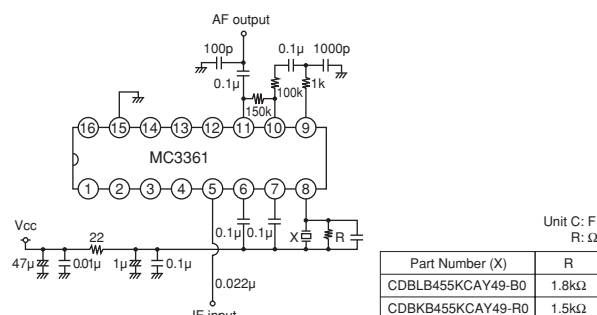 AF output
100p
0.1μ
1000p
0.1μ
100k
1k
150k
16 15 14 13 12 11 10 9
MC3361
1 2 3 4 5 6 7 8
Vcc
22
0.1μ 0.1μ
X
R
47μ
0.01μ
1μ
0.1μ
0.022μ
IF input
Unit C: F
R: Ω
Part Number (X) R
CDBLB455KCAY49-B0 1.8kΩ
CDBKB455KCAY49-R0 1.5kΩ